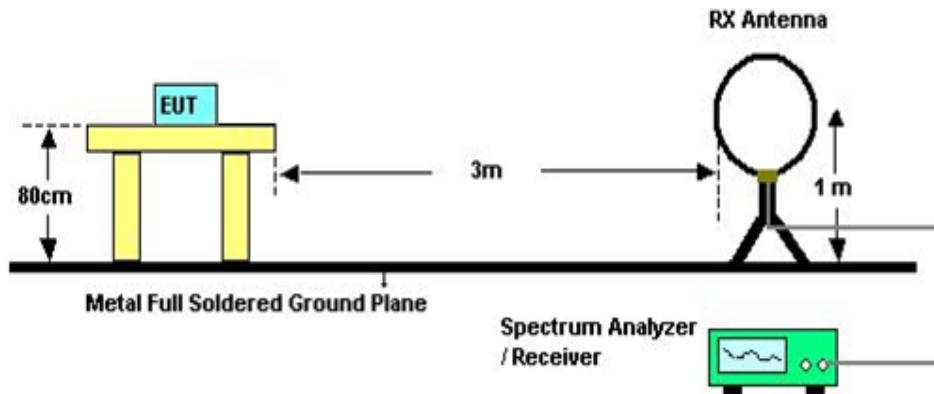 RX Antenna
EUT
80cm
3m
1 m
Metal Full Soldered Ground Plane
Spectrum Analyzer
/ Receiver